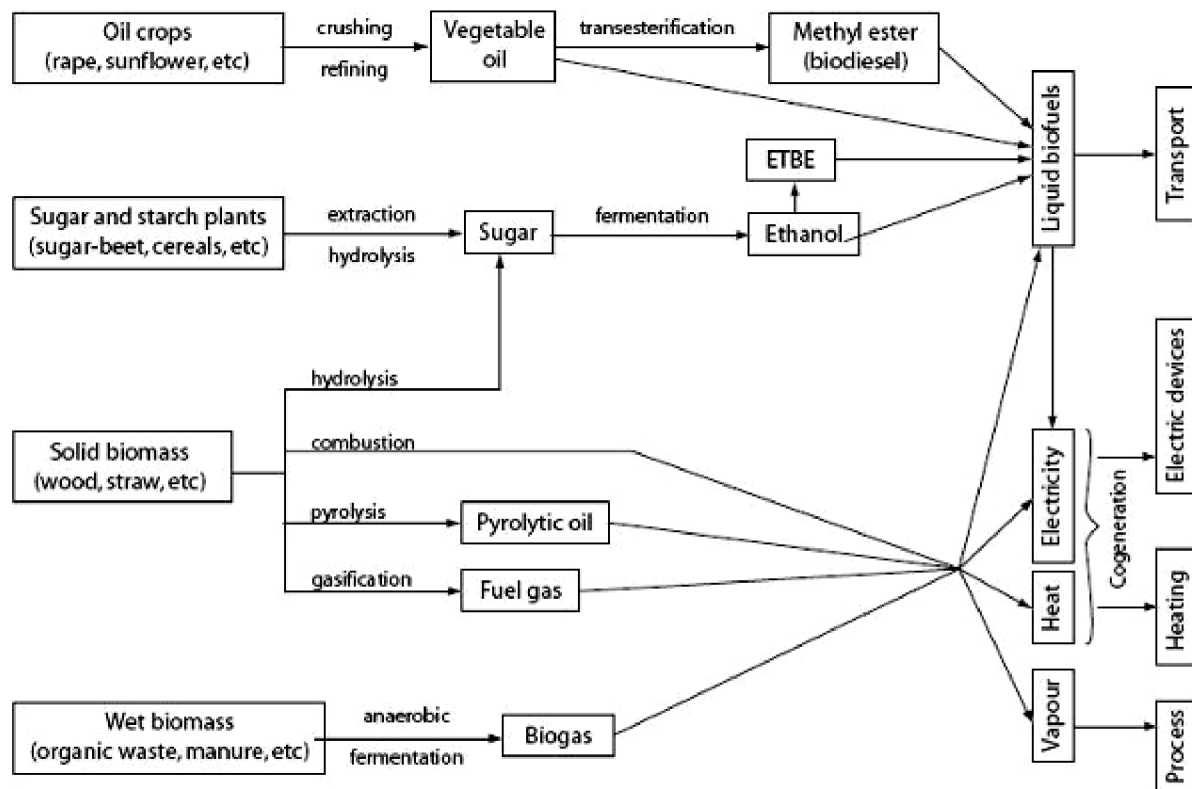 Oil crops
(rape, sunflower, etc)
crushing
refining
Vegetable
oil
transesterification
Methyl ester
(biodiesel)
Liquid biofuels
Transport
ETBE
Sugar and starch plants
(sugar-beet, cereals, etc)
extraction
hydrolysis
Sugar
fermentation
Ethanol
hydrolysis
Solid biomass
(wood, straw, etc)
combustion
pyrolysis
Pyrolytic oil
gasification
Fuel gas
Electricity
Heat
Cogeneration
Electric devices
Heating
Wet biomass
(organic waste, manure, etc)
anaerobic
fermentation
Biogas
Vapour
Process